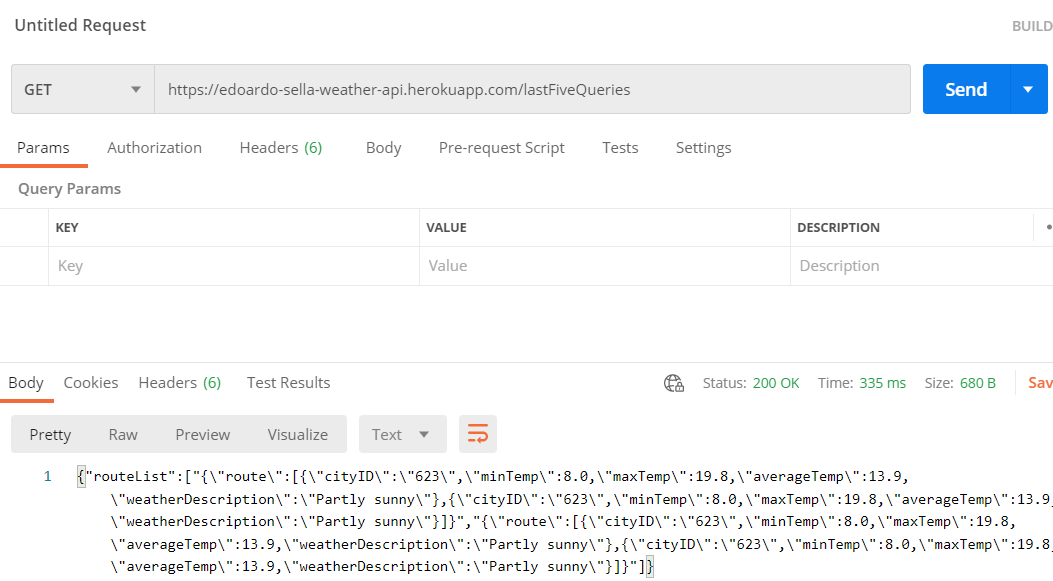 Untitled Request BUILD
GET https://edoardo-sella-weather-api.herokuapp.com/lastFiveQueries Send
Params Authorization Headers (6) Body Pre-request Script Tests Settings
Query Params
KEY VALUE DESCRIPTION
Key Value Description
Body Cookies Headers (6) Test Results Status: 200 OK Time: 335 ms Size: 680 B Sav
Pretty Raw Preview Visualize Text
1 {"routeList":["{\"route\":[{\"cityID\":\"623\",\"minTemp\":8.0,\"maxTemp\":19.8,\"averageTemp\":13.9,
\"weatherDescription\":\"Partly sunny\"},{\"cityID\":\"623\",\"minTemp\":8.0,\"maxTemp\":19.8,\"averageTemp\":13.9,
\"weatherDescription\":\"Partly sunny\"}]}","{\"route\":[{\"cityID\":\"623\",\"minTemp\":8.0,\"maxTemp\":19.8,
\"averageTemp\":13.9,\"weatherDescription\":\"Partly sunny\"},{\"cityID\":\"623\",\"minTemp\":8.0,\"maxTemp\":19.8,
\"averageTemp\":13.9,\"weatherDescription\":\"Partly sunny\"}]}"]}